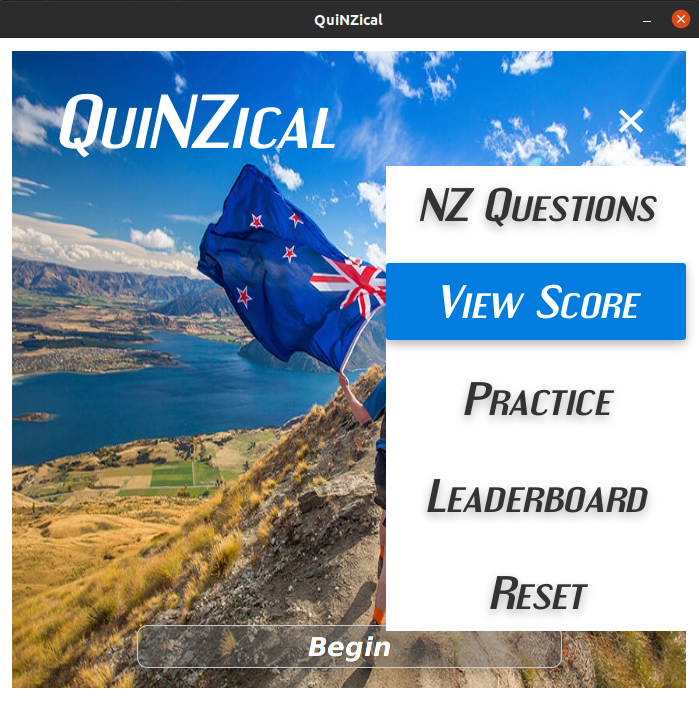 QuiNZical
QuiNZical
NZ Questions
View Score
Practice
Leaderboard
Reset
Begin